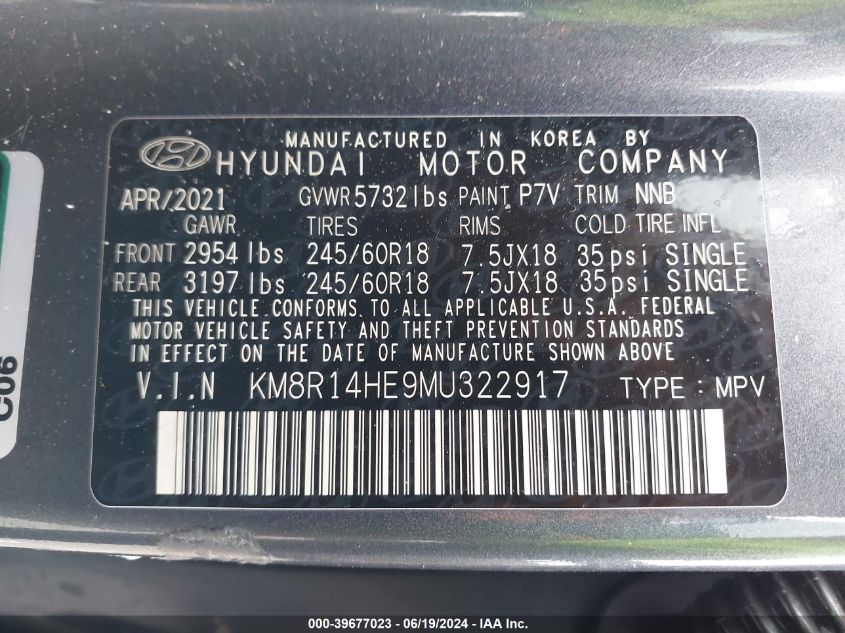 MANUFACTURED IN KOREA BY
HYUNDAI MOTOR COMPANY
APR/2021 GVWR 5732 lbs PAINT P7V TRIM NNB
GAWR TIRES RIMS COLD TIRE INFL
FRONT 2954 lbs 245/60R18 7.5JX18 35psi SINGLE
REAR 3197 lbs 245/60R18 7.5JX18 35psi SINGLE
THIS VEHICLE CONFORMS TO ALL APPLICABLE U.S.A. FEDERAL
MOTOR VEHICLE SAFETY AND THEFT PREVENTION STANDARDS
IN EFFECT ON THE DATE OF MANUFACTURE SHOWN ABOVE.
V.I.N KM8R14HE9MU322917 TYPE : MPV
C06
000-39677023 - 06/19/2024 - IAA Inc.